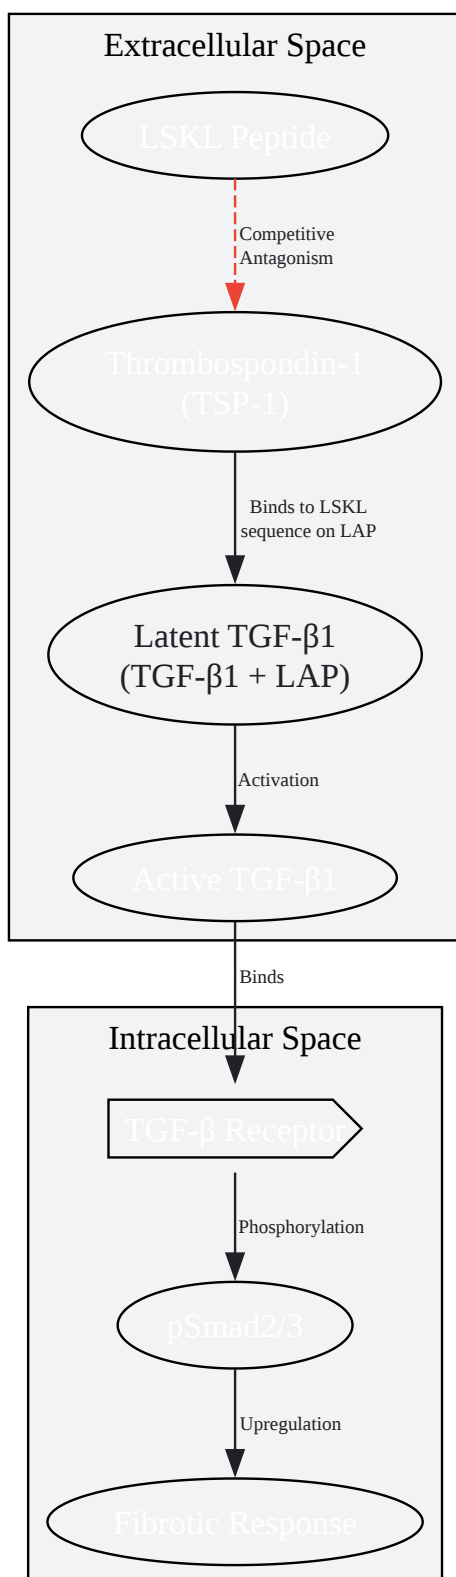 Extracellular Space
LSKL Peptide
Competitive
Antagonism
Thrombospondin-1
(TSP-1)
Binds to LSKL
sequence on LAP
Latent TGF-β1
(TGF-β1 + LAP)
Activation
Active TGF-β1
Binds
Intracellular Space
TGF-β Receptor
Phosphorylation
pSmad2/3
Upregulation
Fibrotic Response